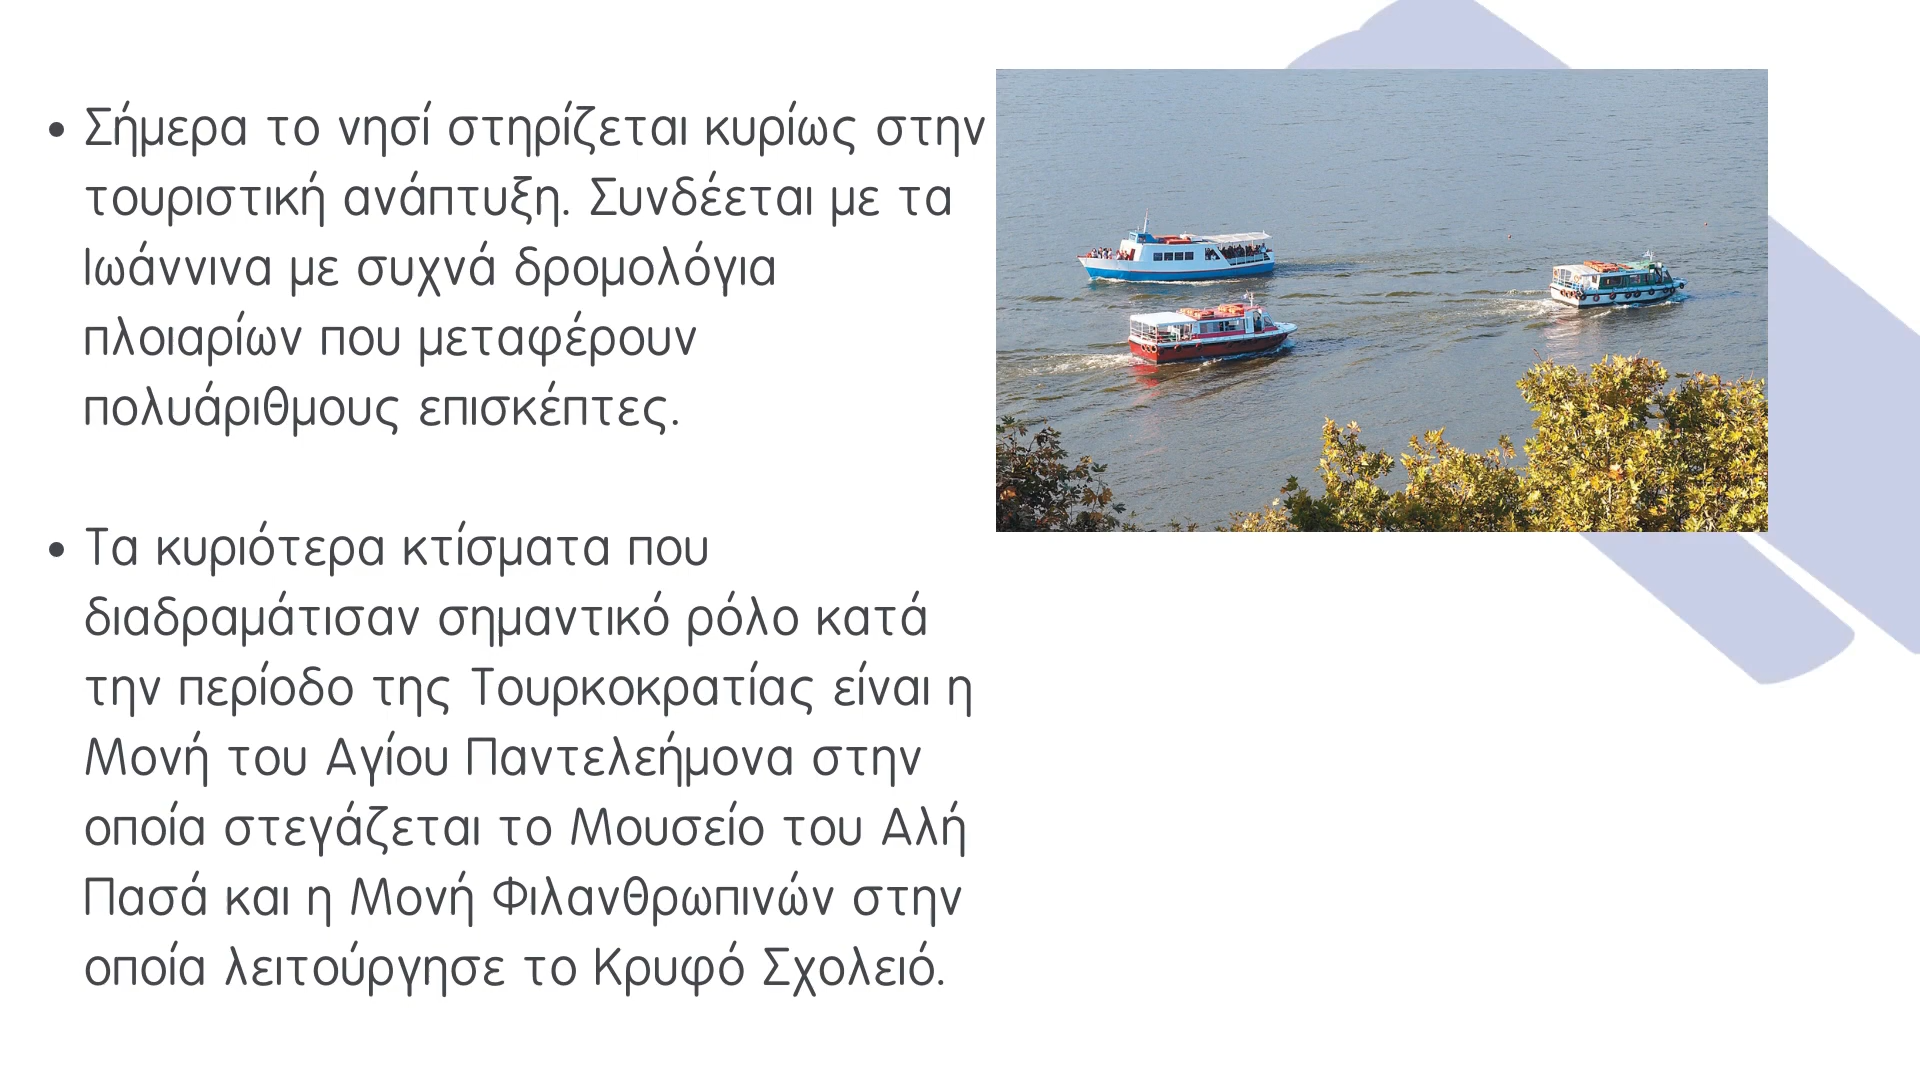 • Σήμερα το νησί στηρίζεται κυρίως στην
τουριστική ανάπτυξη. Συνδέεται με τα
Ιωάννινα με συχνά δρομολόγια
πλοιαρίων που μεταφέρουν
πολυάριθμους επισκέπτες.
• Τα κυριότερα κτίσματα που
διαδραμάτισαν σημαντικό ρόλο κατά
την περίοδο της Τουρκοκρατίας είναι η
Μονή του Αγίου Παντελεήμονα στην
οποία στεγάζεται το Μουσείο του Αλή
Πασά και η Μονή Φιλανθρωπινών στην
οποία λειτούργησε το Κρυφό Σχολειό.